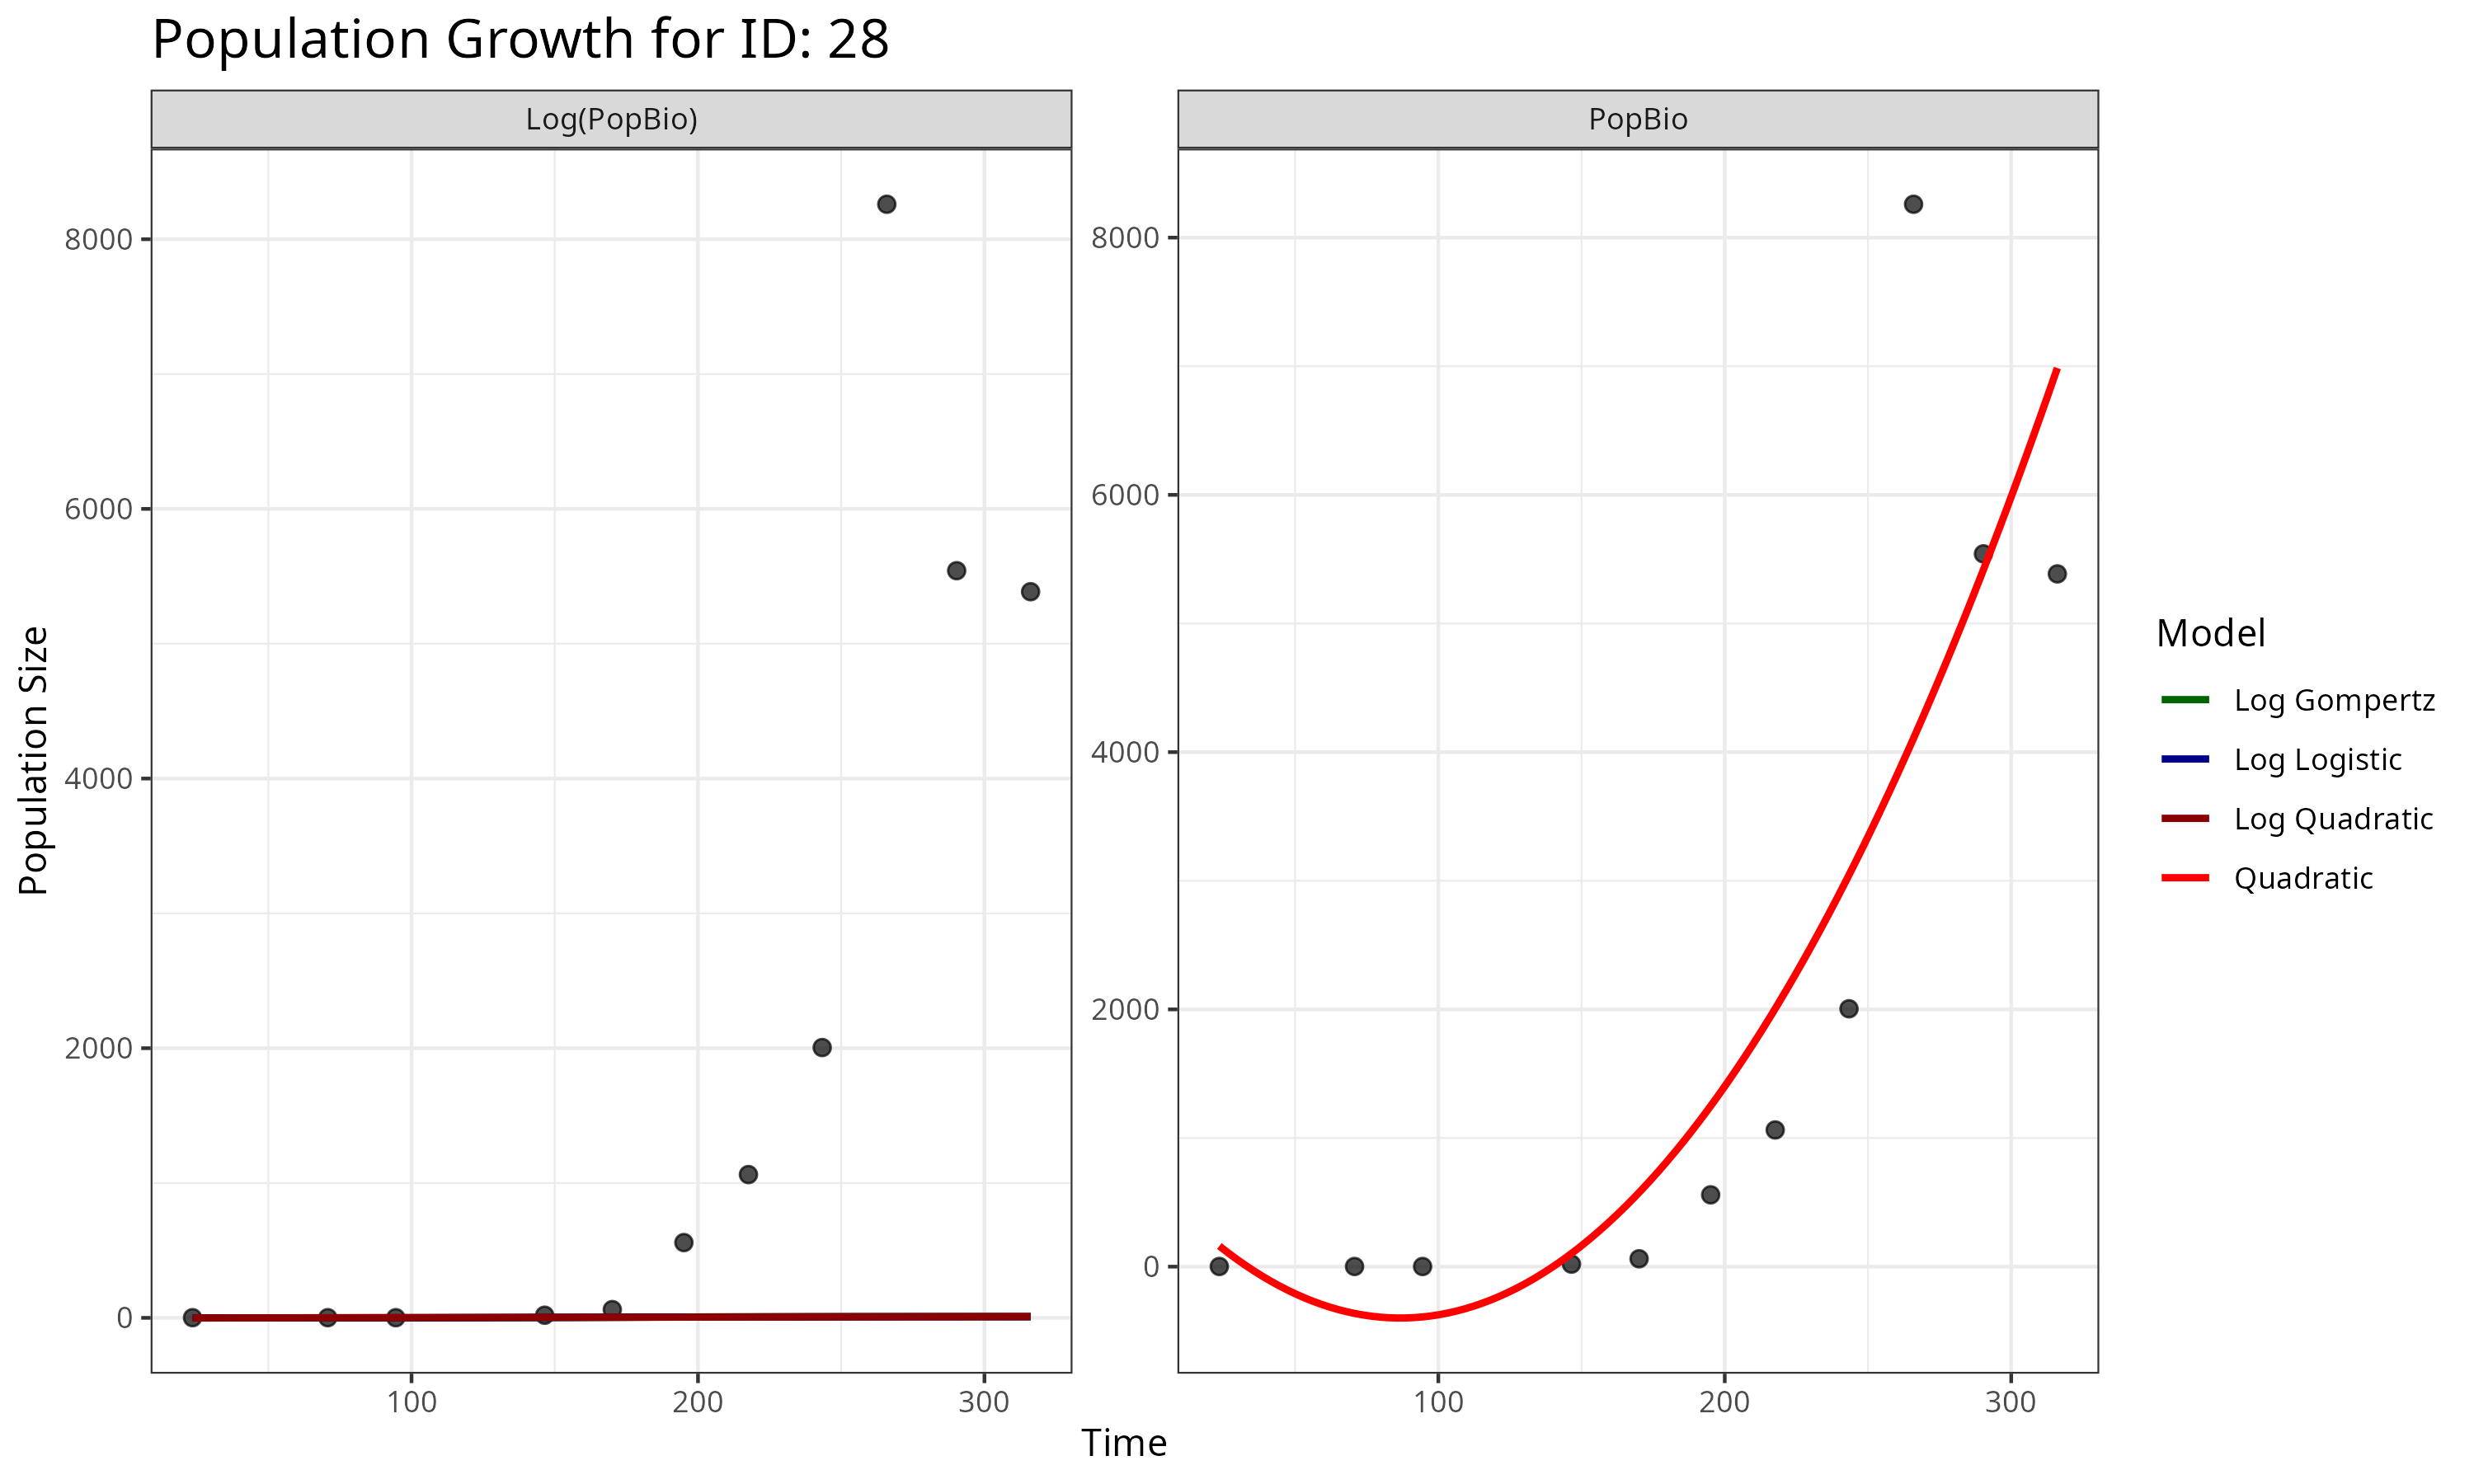 Population Growth for ID: 28
Log(PopBio)
PopBio
8000
6000
4000
2000
0
8000
6000
4000
2000
0
Population Size
100
200
300
100
200
300
Time
Model
Log Gompertz
Log Logistic
Log Quadratic
Quadratic